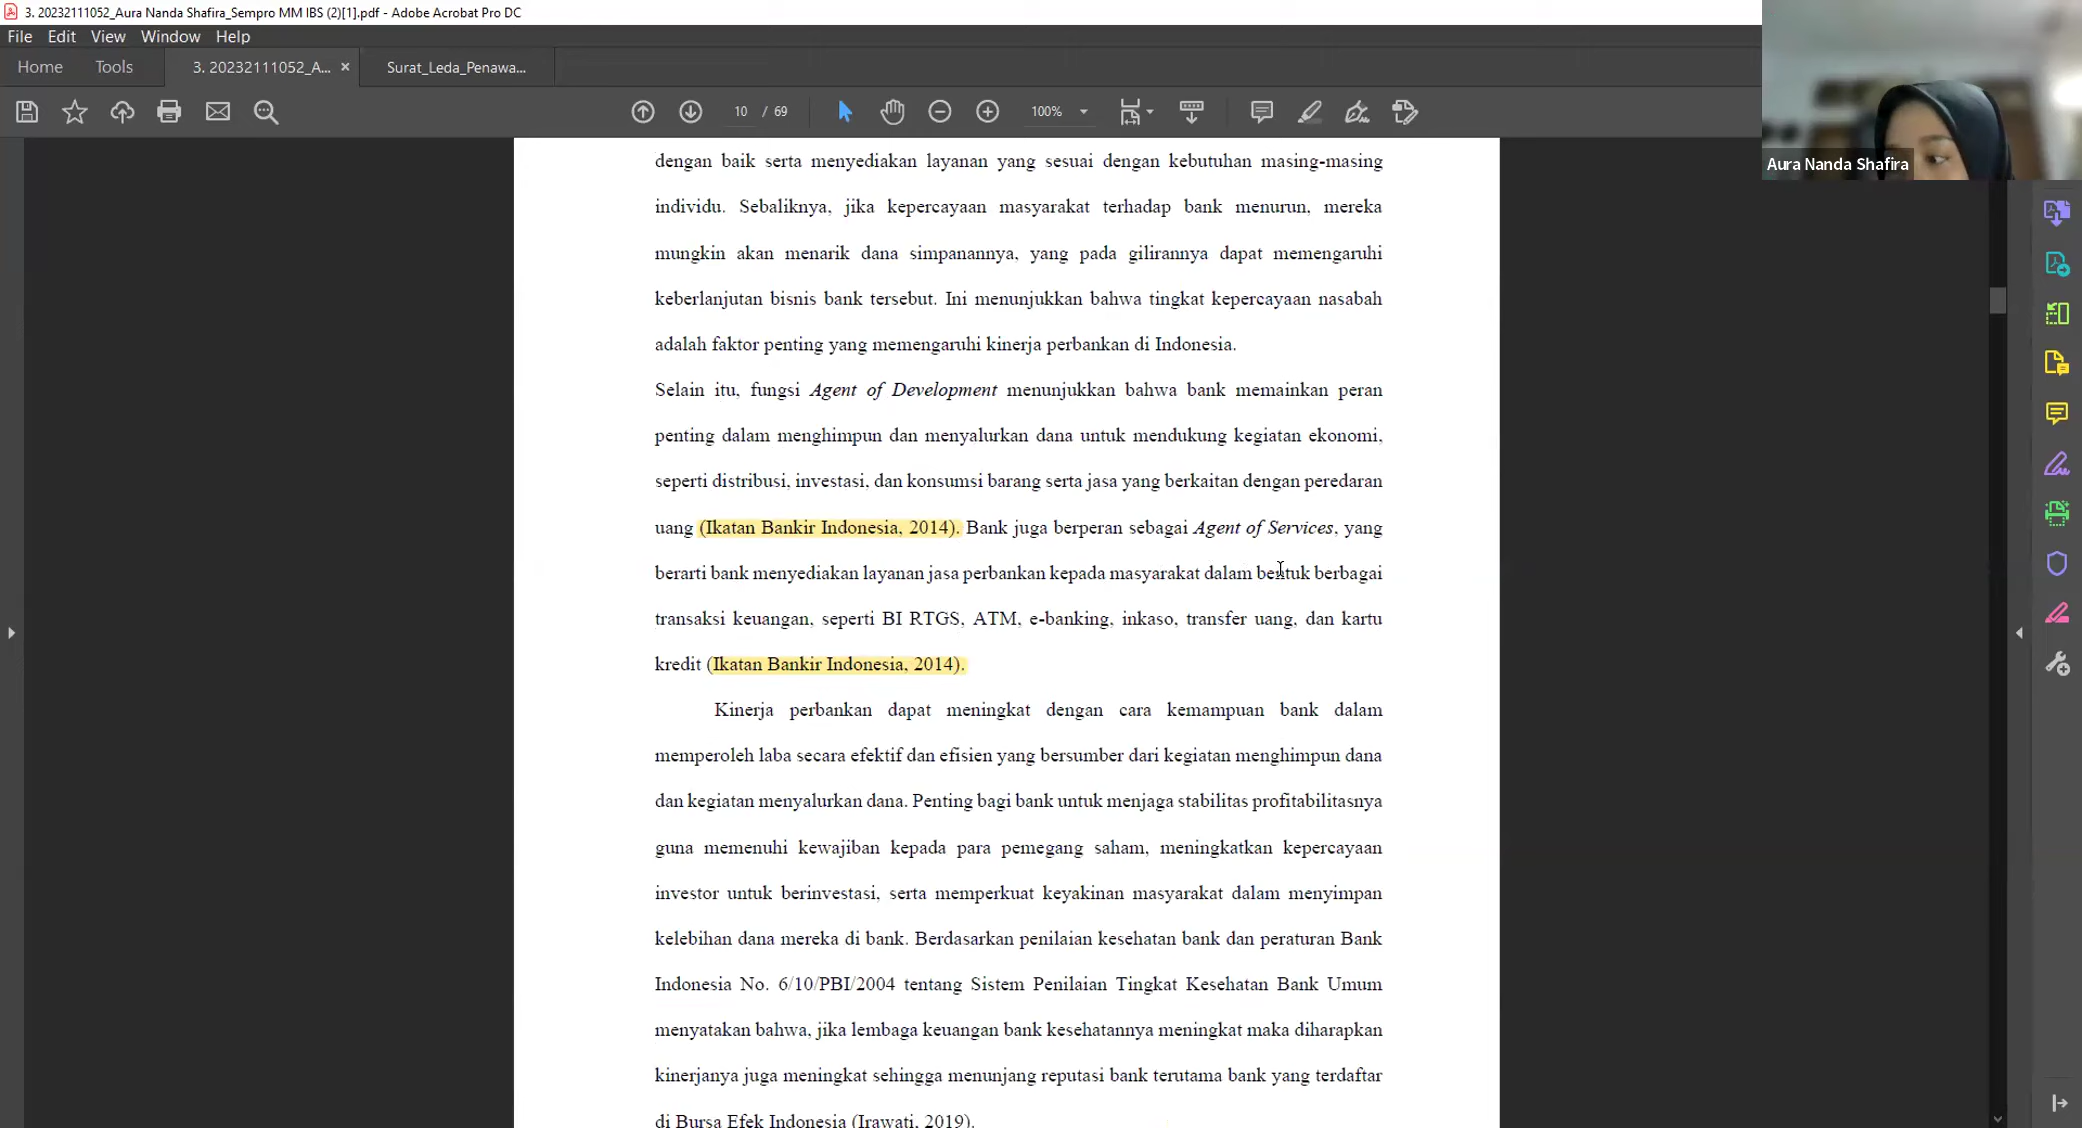 3. 20232111052_Aura Nanda Shafira_Sempro MM IBS (2)[1].pdf - Adobe Acrobat Pro DC
File Edit View Window Help
Home Tools 3. 20232111052_A... × Surat_Leda_Penawa...
10 / 69 100%
Aura Nanda Shafira
dengan baik serta menyediakan layanan yang sesuai dengan kebutuhan masing-masing
individu. Sebaliknya, jika kepercayaan masyarakat terhadap bank menurun, mereka
mungkin akan menarik dana simpanannya, yang pada gilirannya dapat memengaruhi
keberlanjutan bisnis bank tersebut. Ini menunjukkan bahwa tingkat kepercayaan nasabah
adalah faktor penting yang memengaruhi kinerja perbankan di Indonesia.
Selain itu, fungsi Agent of Development menunjukkan bahwa bank memainkan peran
penting dalam menghimpun dan menyalurkan dana untuk mendukung kegiatan ekonomi,
seperti distribusi, investasi, dan konsumsi barang serta jasa yang berkaitan dengan peredaran
uang (Ikatan Bankir Indonesia, 2014). Bank juga berperan sebagai Agent of Services, yang
berarti bank menyediakan layanan jasa perbankan kepada masyarakat dalam bentuk berbagai
transaksi keuangan, seperti BI RTGS, ATM, e-banking, inkaso, transfer uang, dan kartu
kredit (Ikatan Bankir Indonesia, 2014).
Kinerja perbankan dapat meningkat dengan cara kemampuan bank dalam
memperoleh laba secara efektif dan efisien yang bersumber dari kegiatan menghimpun dana
dan kegiatan menyalurkan dana. Penting bagi bank untuk menjaga stabilitas profitabilitasnya
guna memenuhi kewajiban kepada para pemegang saham, meningkatkan kepercayaan
investor untuk berinvestasi, serta memperkuat keyakinan masyarakat dalam menyimpan
kelebihan dana mereka di bank. Berdasarkan penilaian kesehatan bank dan peraturan Bank
Indonesia No. 6/10/PBI/2004 tentang Sistem Penilaian Tingkat Kesehatan Bank Umum
menyatakan bahwa, jika lembaga keuangan bank kesehatannya meningkat maka diharapkan
kinerjanya juga meningkat sehingga menunjang reputasi bank terutama bank yang terdaftar
di Bursa Efek Indonesia (Irawati, 2019).